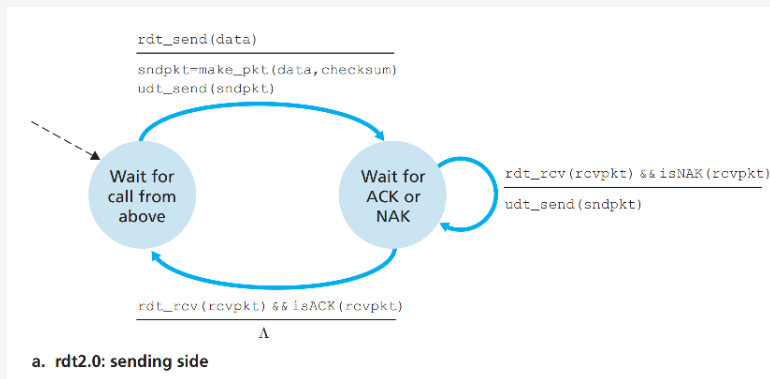 rdt_send(data)
sndpkt=make_pkt(data,checksum)
udt_send(sndpkt)
Wait for
call from
above
Wait for
ACK or
NAK
rdt_rcv(rcvpkt) && isNAK(rcvpkt)
udt_send(sndpkt)
rdt_rcv(rcvpkt) && isACK(rcvpkt)
Λ
a. rdt2.0: sending side